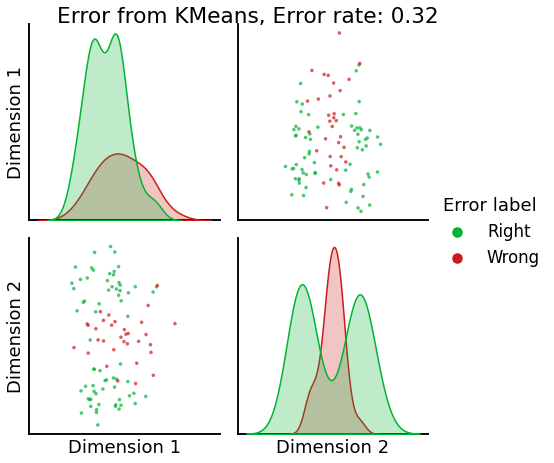 Error from KMeans, Error rate: 0.32
Dimension 1
Dimension 2
Dimension 1
Dimension 2
Error label
Right
Wrong